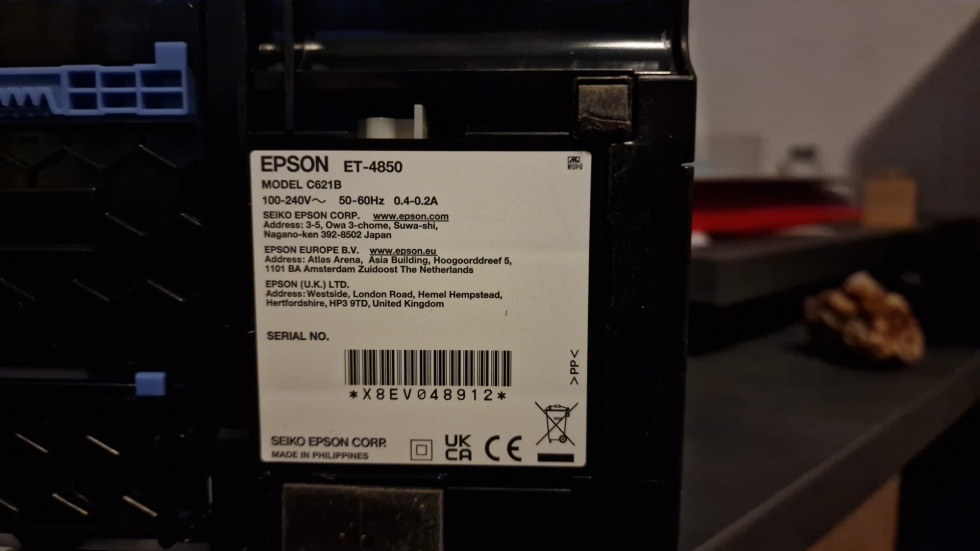 EPSON ET-4850
MODEL C621B
100-240V～ 50-60Hz 0.4-0.2A
SEIKO EPSON CORP. www.epson.com
Address: 3-5, Owa 3-chome, Suwa-shi,
Nagano-ken 392-8502 Japan
EPSON EUROPE B.V. www.epson.eu
Address: Atlas Arena, Asia Building, Hoogoorddreef 5,
1101 BA Amsterdam Zuidoost The Netherlands
EPSON (U.K.) LTD.
Address: Westside, London Road, Hemel Hempstead,
Hertfordshire, HP3 9TD, United Kingdom
SERIAL NO.
>PP<
*X8EV048912*
SEIKO EPSON CORP.
MADE IN PHILIPPINES
UK
CA
CE